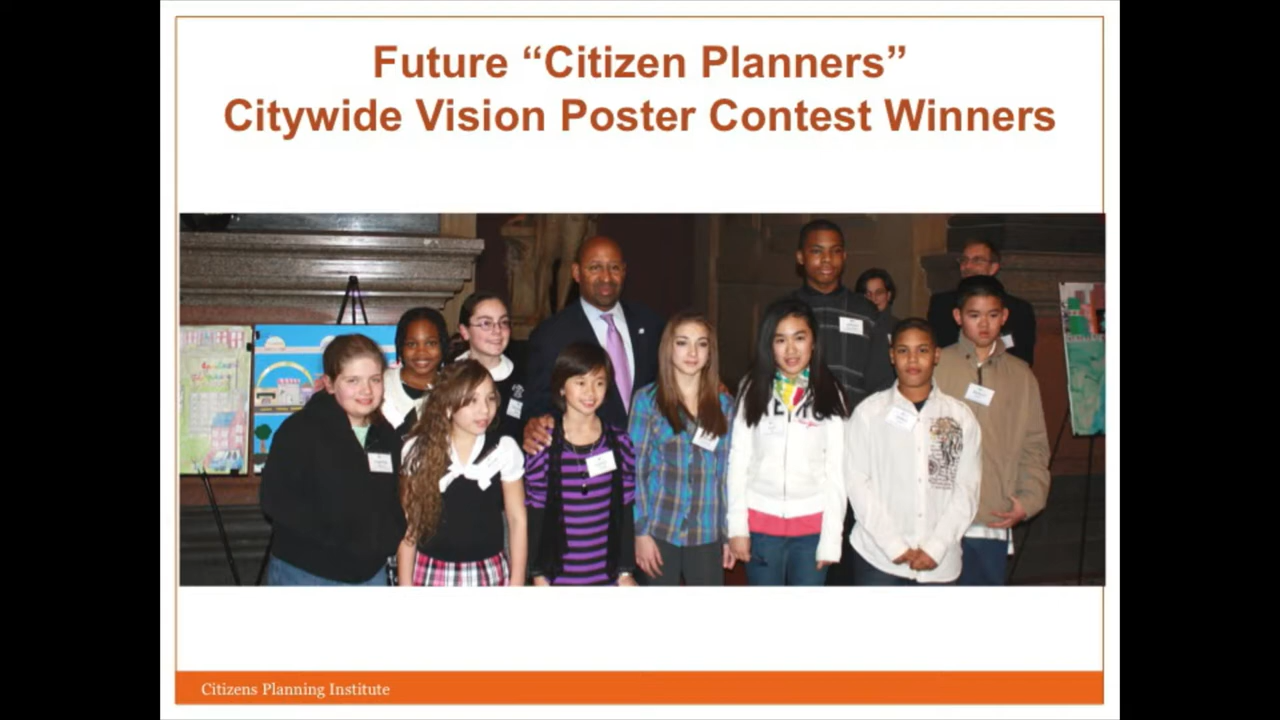 Future “Citizen Planners”
Citywide Vision Poster Contest Winners
Citizens Planning Institute